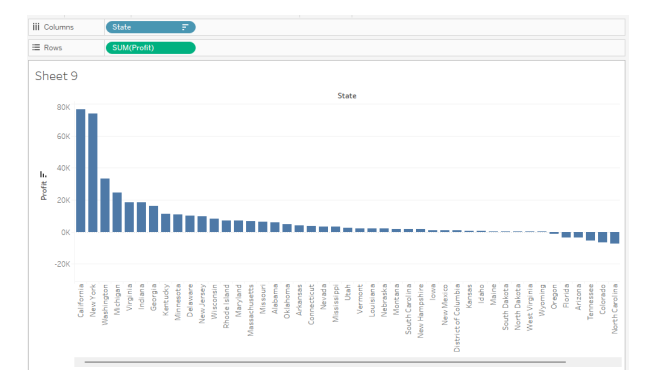 Columns
State
Rows
SUM(Profit)
Sheet 9
State
80K
60K
40K
20K
0K
-20K
Profit
California
New York
Washington
Michigan
Virginia
Indiana
Georgia
Kentucky
Minnesota
Delaware
New Jersey
Wisconsin
Rhode Island
Maryland
Massachusetts
Missouri
Alabama
Oklahoma
Arkansas
Connecticut
Nevada
Mississippi
Utah
Vermont
Louisiana
Nebraska
Montana
South Carolina
New Hampshire
Iowa
New Mexico
District of Columbia
Kansas
Idaho
Maine
South Dakota
North Dakota
West Virginia
Wyoming
Oregon
Florida
Arizona
Tennessee
Colorado
North Carolina